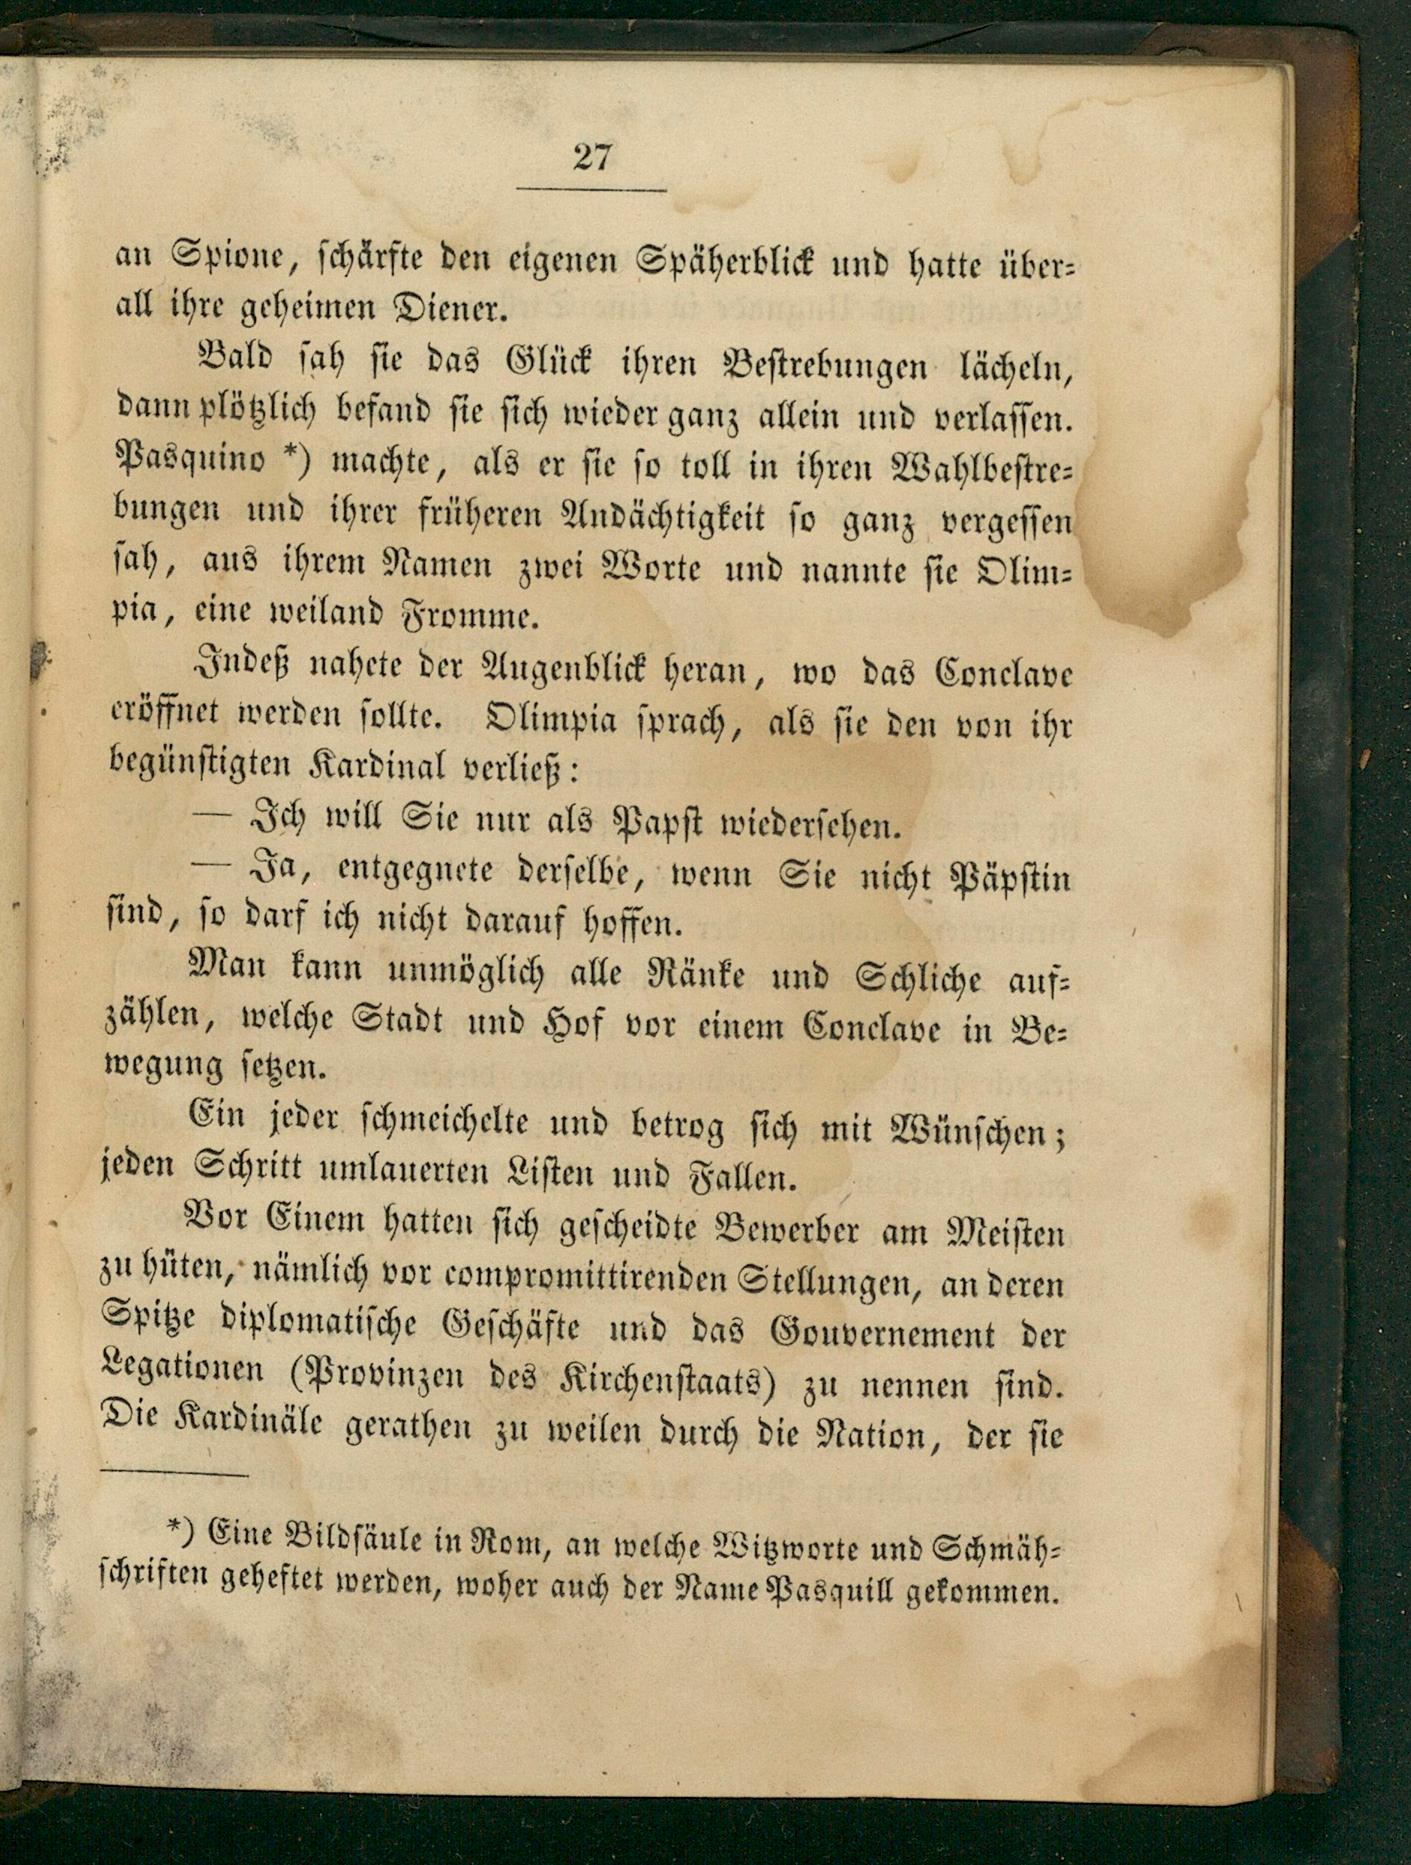 27
an Spione, schärfte den eigenen Späherblick und hatte über-
all ihre geheimen Diener.
Bald sah sie das Glück ihren Bestrebungen lächeln,
dann plötzlich befand sie sich wieder ganz allein und verlassen.
Pasquino *) machte, als er sie so toll in ihren Wahlbestre-
bungen und ihrer früheren Andächtigkeit so ganz vergessen
sah, aus ihrem Namen zwei Worte und nannte sie Olim-
pia, eine weiland Fromme.
Indeß nahete der Augenblick heran, wo das Conclave
eröffnet werden sollte. Olimpia sprach, als sie den von ihr
begünstigten Kardinal verließ:
— Ich will Sie nur als Papst wiedersehen.
— Ja, entgegnete derselbe, wenn Sie nicht Päpstin
sind, so darf ich nicht darauf hoffen.
Man kann unmöglich alle Ränke und Schliche auf-
zählen, welche Stadt und Hof vor einem Conclave in Be-
wegung setzen.
Ein jeder schmeichelte und betrog sich mit Wünschen;
jeden Schritt umlauerten Listen und Fallen.
Vor Einem hatten sich gescheidte Bewerber am Meisten
zu hüten, nämlich vor compromittirenden Stellungen, an deren
Spitze diplomatische Geschäfte und das Gouvernement der
Legationen (Provinzen des Kirchenstaats) zu nennen sind.
Die Kardinäle gerathen zu weilen durch die Nation, der sie
*) Eine Bildsäule in Rom, an welche Witzworte und Schmäh-
schriften geheftet werden, woher auch der Name Pasquill gekommen.